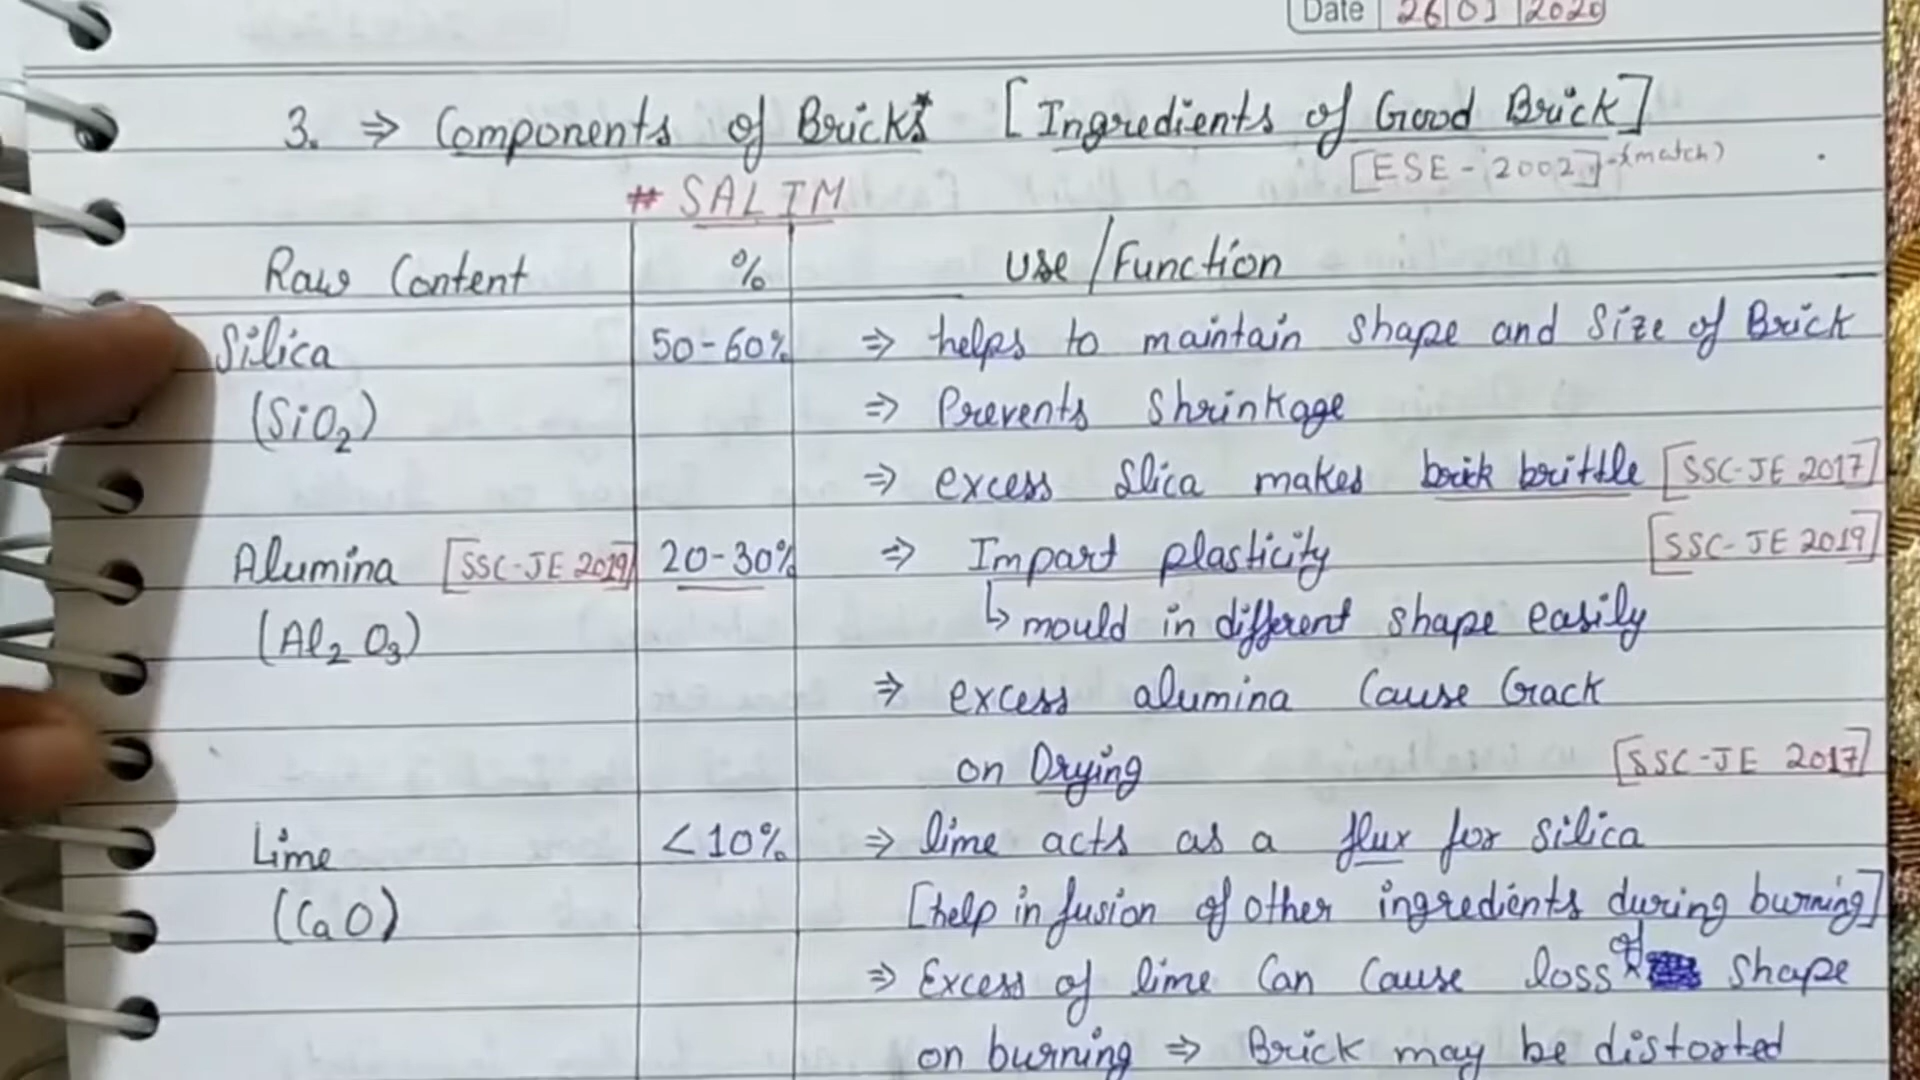 Date 26 03 2020
3. ⇒ Components of Bricks* [Ingredients of Good Brick]
[ESE-2002]-(match)
# SALIM
Raw Content % Use/Function
Silica 50-60% ⇒ helps to maintain shape and size of Brick
(SiO₂) ⇒ Prevents Shrinkage
⇒ excess Slica makes brick brittle [SSC-JE 2017]
Alumina [SSC-JE 2019] 20-30% ⇒ Impart plasticity [SSC-JE 2019]
(Al₂O₃) ↳ mould in different shape easily
⇒ excess alumina Cause Crack
on Drying [SSC-JE 2017]
Lime <10% ⇒ lime acts as a flux for silica
(CaO) [help in fusion of other ingredients during burning]
⇒ Excess of lime Can Cause loss of Shape
on burning ⇒ Brick may be distorted